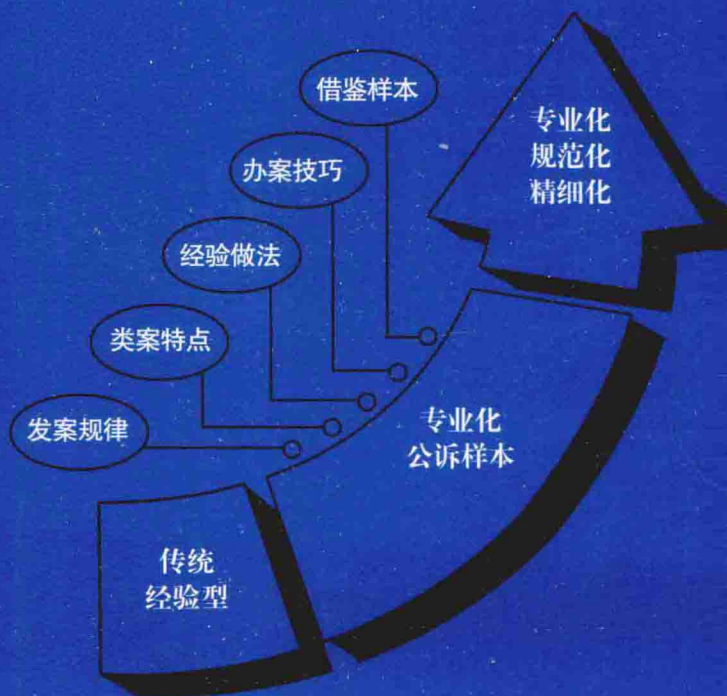 借鉴样本
办案技巧
经验做法
类案特点
发案规律
专业化
规范化
精细化
专业化
公诉样本
传统
经验型